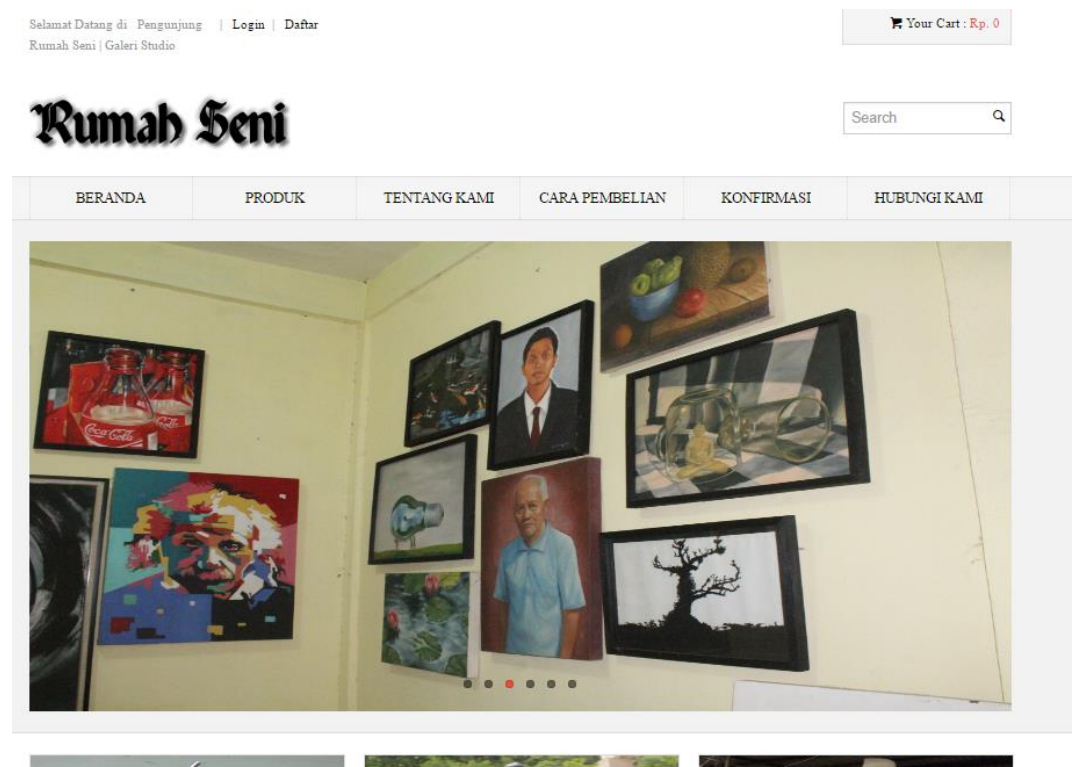 Selamat Datang di Pengunjung | Login | Daftar
Rumah Seni | Galeri Studio
Your Cart : Rp. 0
Rumah Seni
Search
BERANDA PRODUK TENTANG KAMI CARA PEMBELIAN KONFIRMASI HUBUNGI KAMI
Coca-Cola